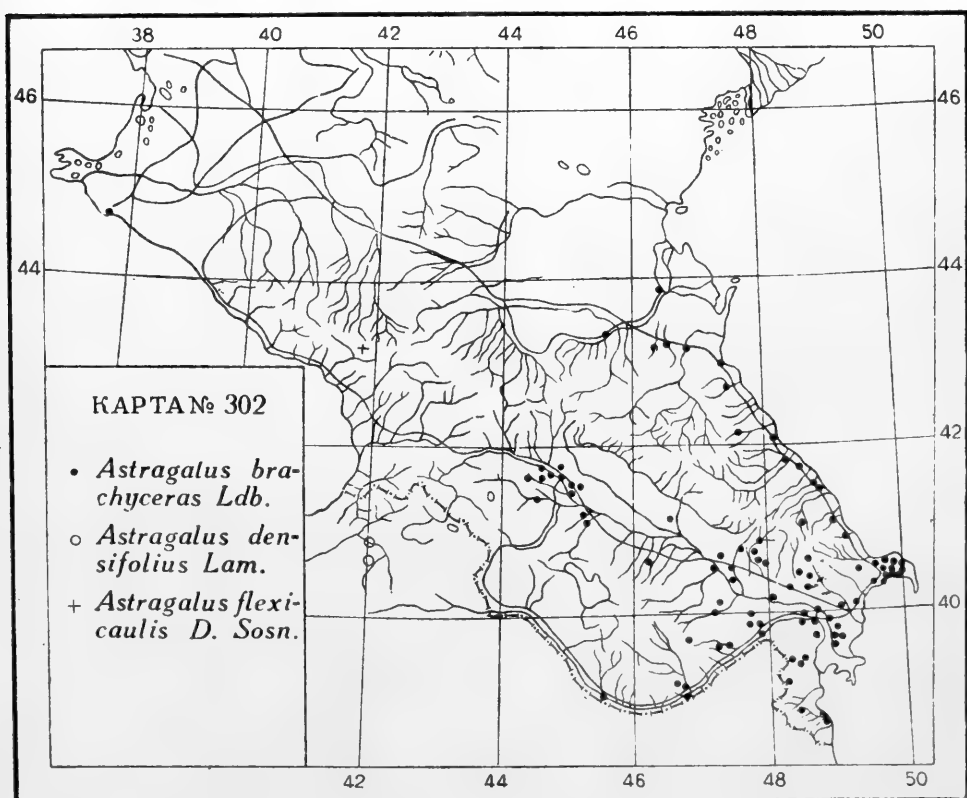 38 40 42 44 46 48 50
46 46
44 44
42
40
КАРТА № 302
• Astragalus bra-
chyceras Ldb.
○ Astragalus den-
sifolius Lam.
+ Astragalus flexi-
caulis D. Sosn.
42 44 46 48 50